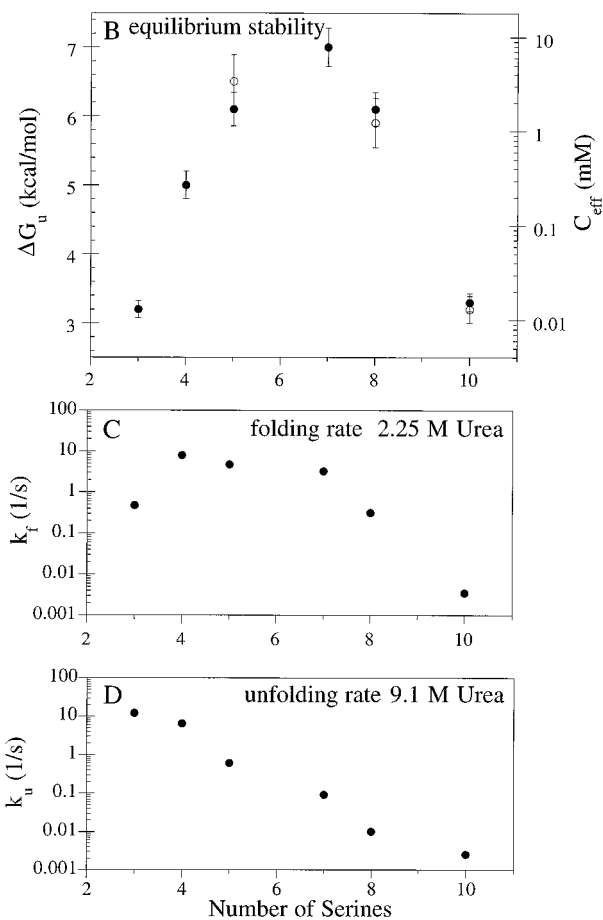 B equilibrium stability
7
6
5
4
3
ΔG_u (kcal/mol)
10
1
0.1
0.01
C_eff (mM)
2 4 6 8 10
C folding rate 2.25 M Urea
100
10
1
0.1
0.01
0.001
k_f (1/s)
2 4 6 8 10
D unfolding rate 9.1 M Urea
100
10
1
0.1
0.01
0.001
k_u (1/s)
2 4 6 8 10
Number of Serines